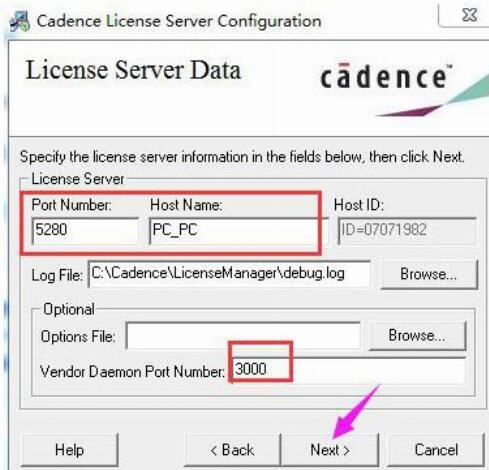 Cadence License Server Configuration
License Server Data
cādence™
Specify the license server information in the fields below, then click Next.
License Server
Port Number: Host Name: Host ID:
5280 PC_PC ID=07071982
Log File: C:\Cadence\LicenseManager\debug.log Browse...
Optional
Options File: Browse...
Vendor Daemon Port Number: 3000
Help < Back Next > Cancel